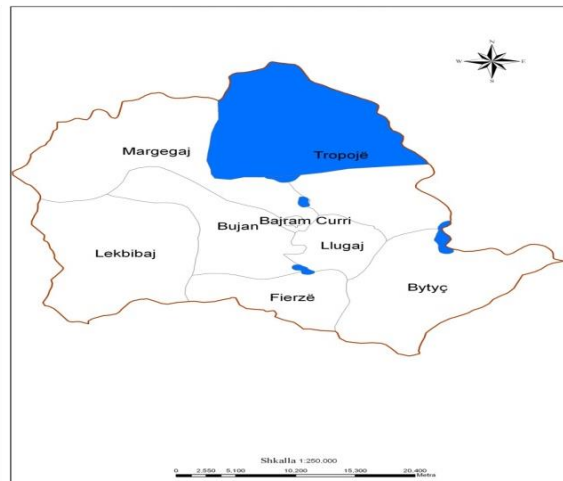 N
W E
S
Margegaj
Tropojë
Bujan
Bajram Curri
Llugaj
Lekbibaj
Bytyç
Fierzë
Shkalla 1:250.000
0 2,550 5,100 10,200 15,300 20,400
Metra